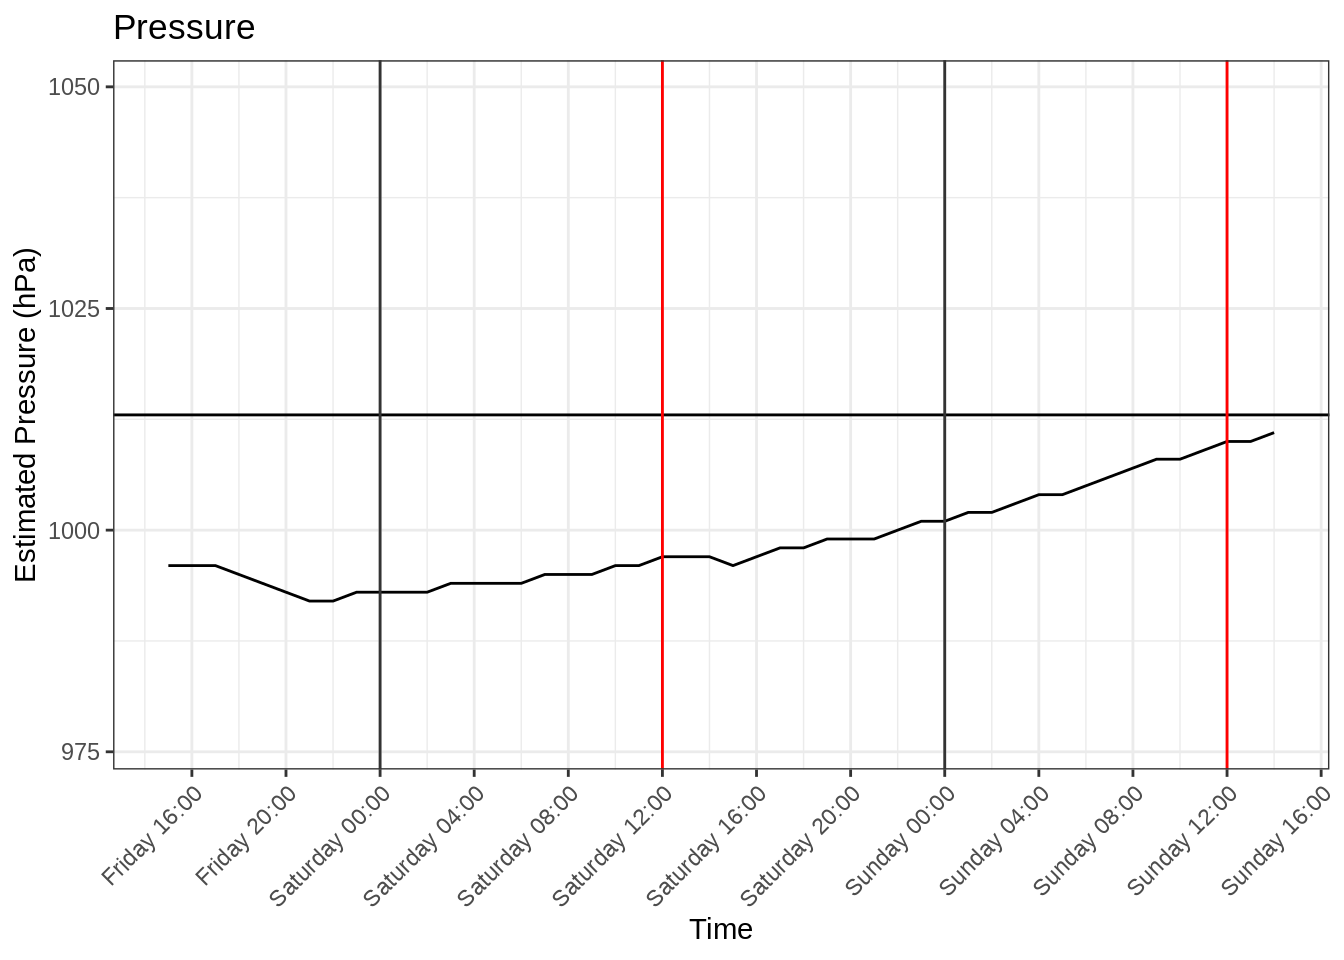 Pressure
Estimated Pressure (hPa)
1050
1025
1000
975
Friday 16:00
Friday 20:00
Saturday 00:00
Saturday 04:00
Saturday 08:00
Saturday 12:00
Saturday 16:00
Saturday 20:00
Sunday 00:00
Sunday 04:00
Sunday 08:00
Sunday 12:00
Sunday 16:00
Time